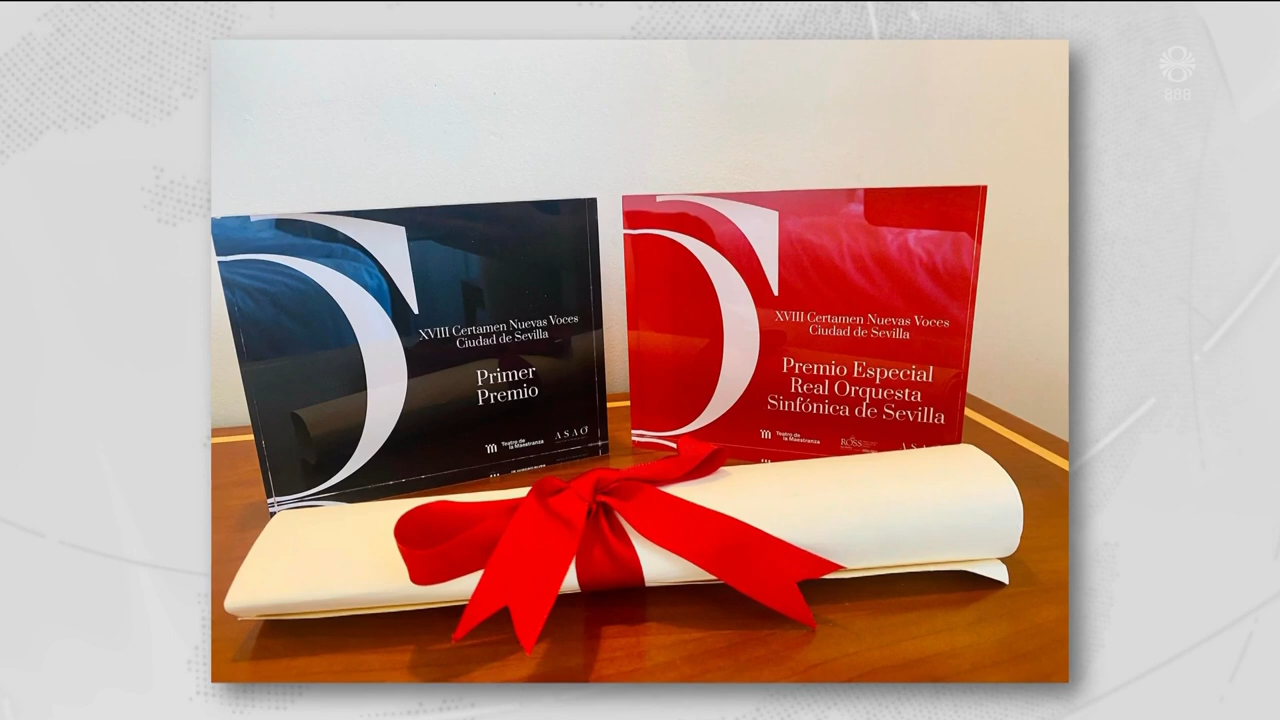 888
XVIII Certamen Nuevas Voces
Ciudad de Sevilla
Primer
Premio
Teatro de
la Maestranza
ASAO
XVIII Certamen Nuevas Voces
Ciudad de Sevilla
Premio Especial
Real Orquesta
Sinfónica de Sevilla
Teatro de
la Maestranza
ROSS